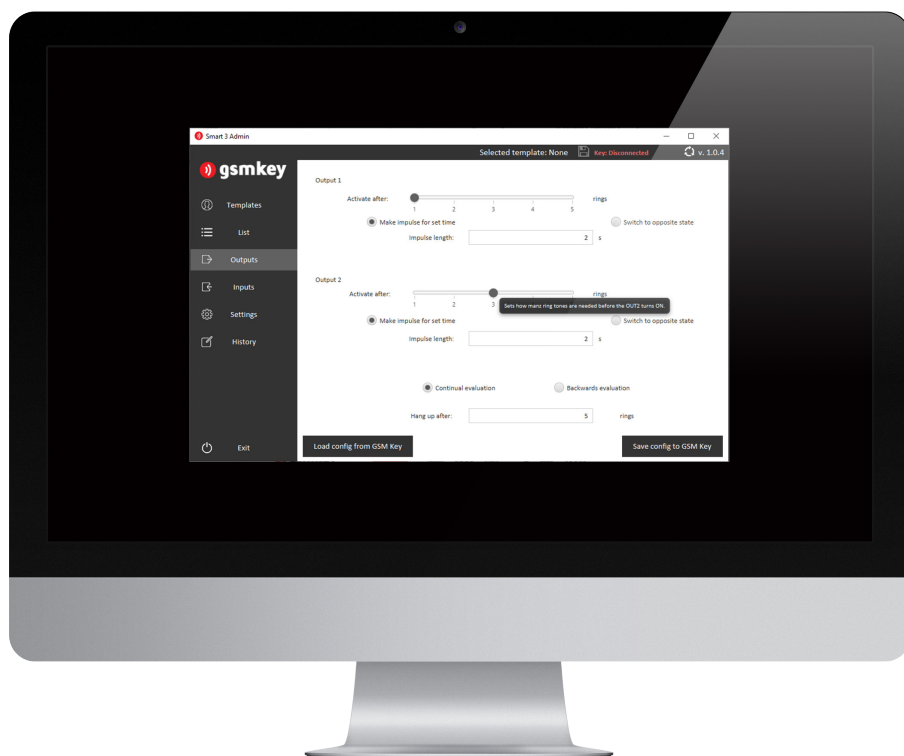 Smart 3 Admin
Selected template: None Key: Disconnected v. 1.0.4
gsmkey
Templates
List
Outputs
Inputs
Settings
History
Exit
Output 1
Activate after: rings
1 2 3 4 5
Make impulse for set time Switch to opposite state
Impulse length: 2 s
Output 2
Activate after: rings
1 2 3
Sets how manz ring tones are needed before the OUT2 turns ON.
Make impulse for set time Switch to opposite state
Impulse length: 2 s
Continual evaluation Backwards evaluation
Hang up after: 5 rings
Load config from GSM Key Save config to GSM Key